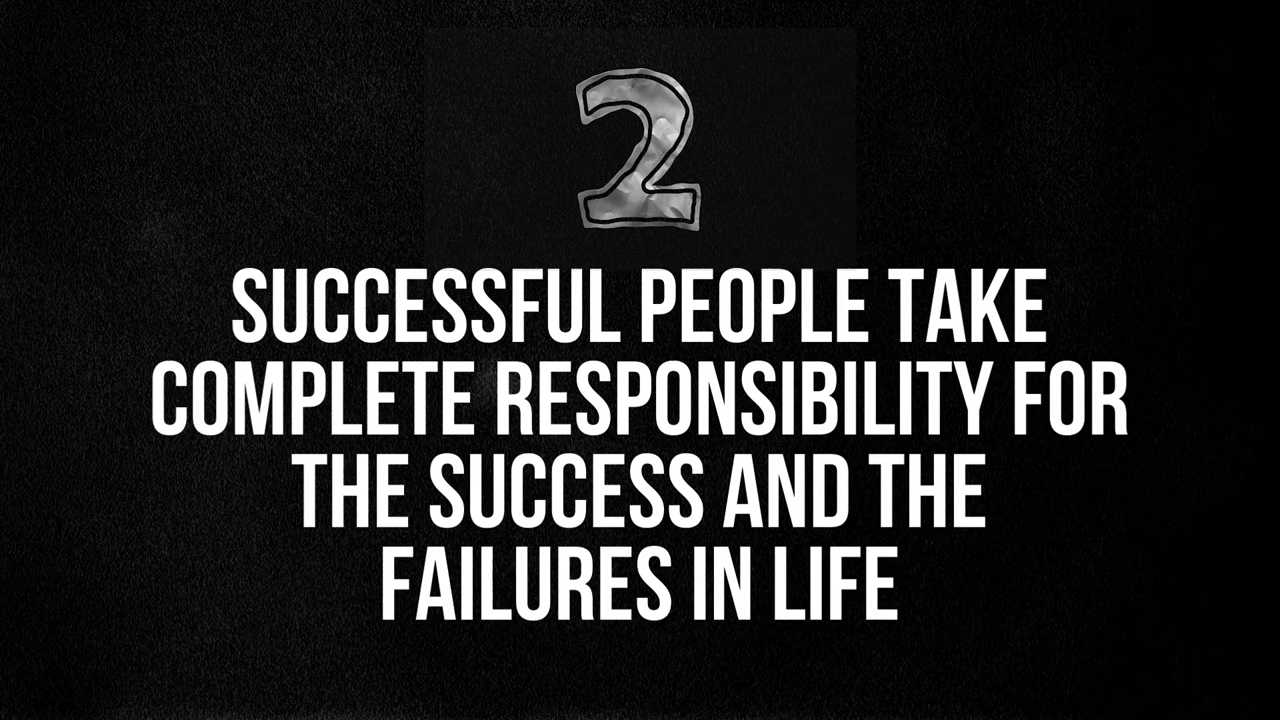 2
SUCCESSFUL PEOPLE TAKE
COMPLETE RESPONSIBILITY FOR
THE SUCCESS AND THE
FAILURES IN LIFE